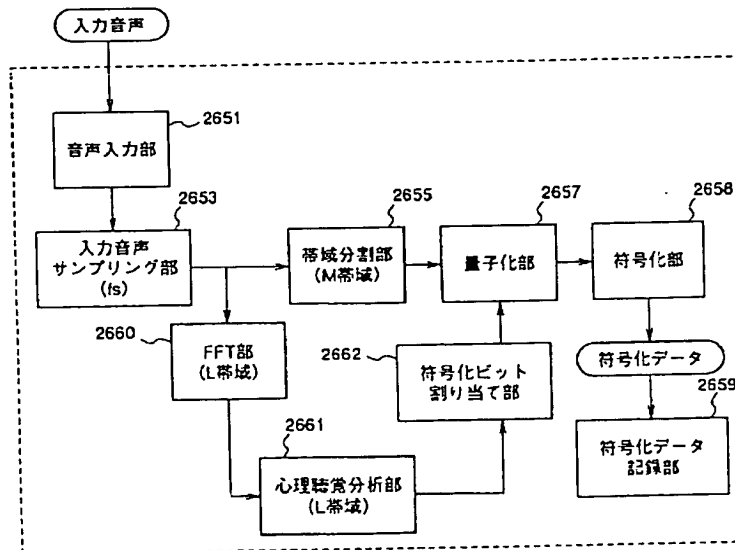 入力音声
2651
音声入力部
2653
入力音声
サンプリング部
(fs)
2655
帯域分割部
(M帯域)
2657
量子化部
2658
符号化部
2660
FFT部
(L帯域)
2662
符号化ビット
割り当て部
符号化データ
2659
符号化データ
記録部
2661
心理聴覚分析部
(L帯域)